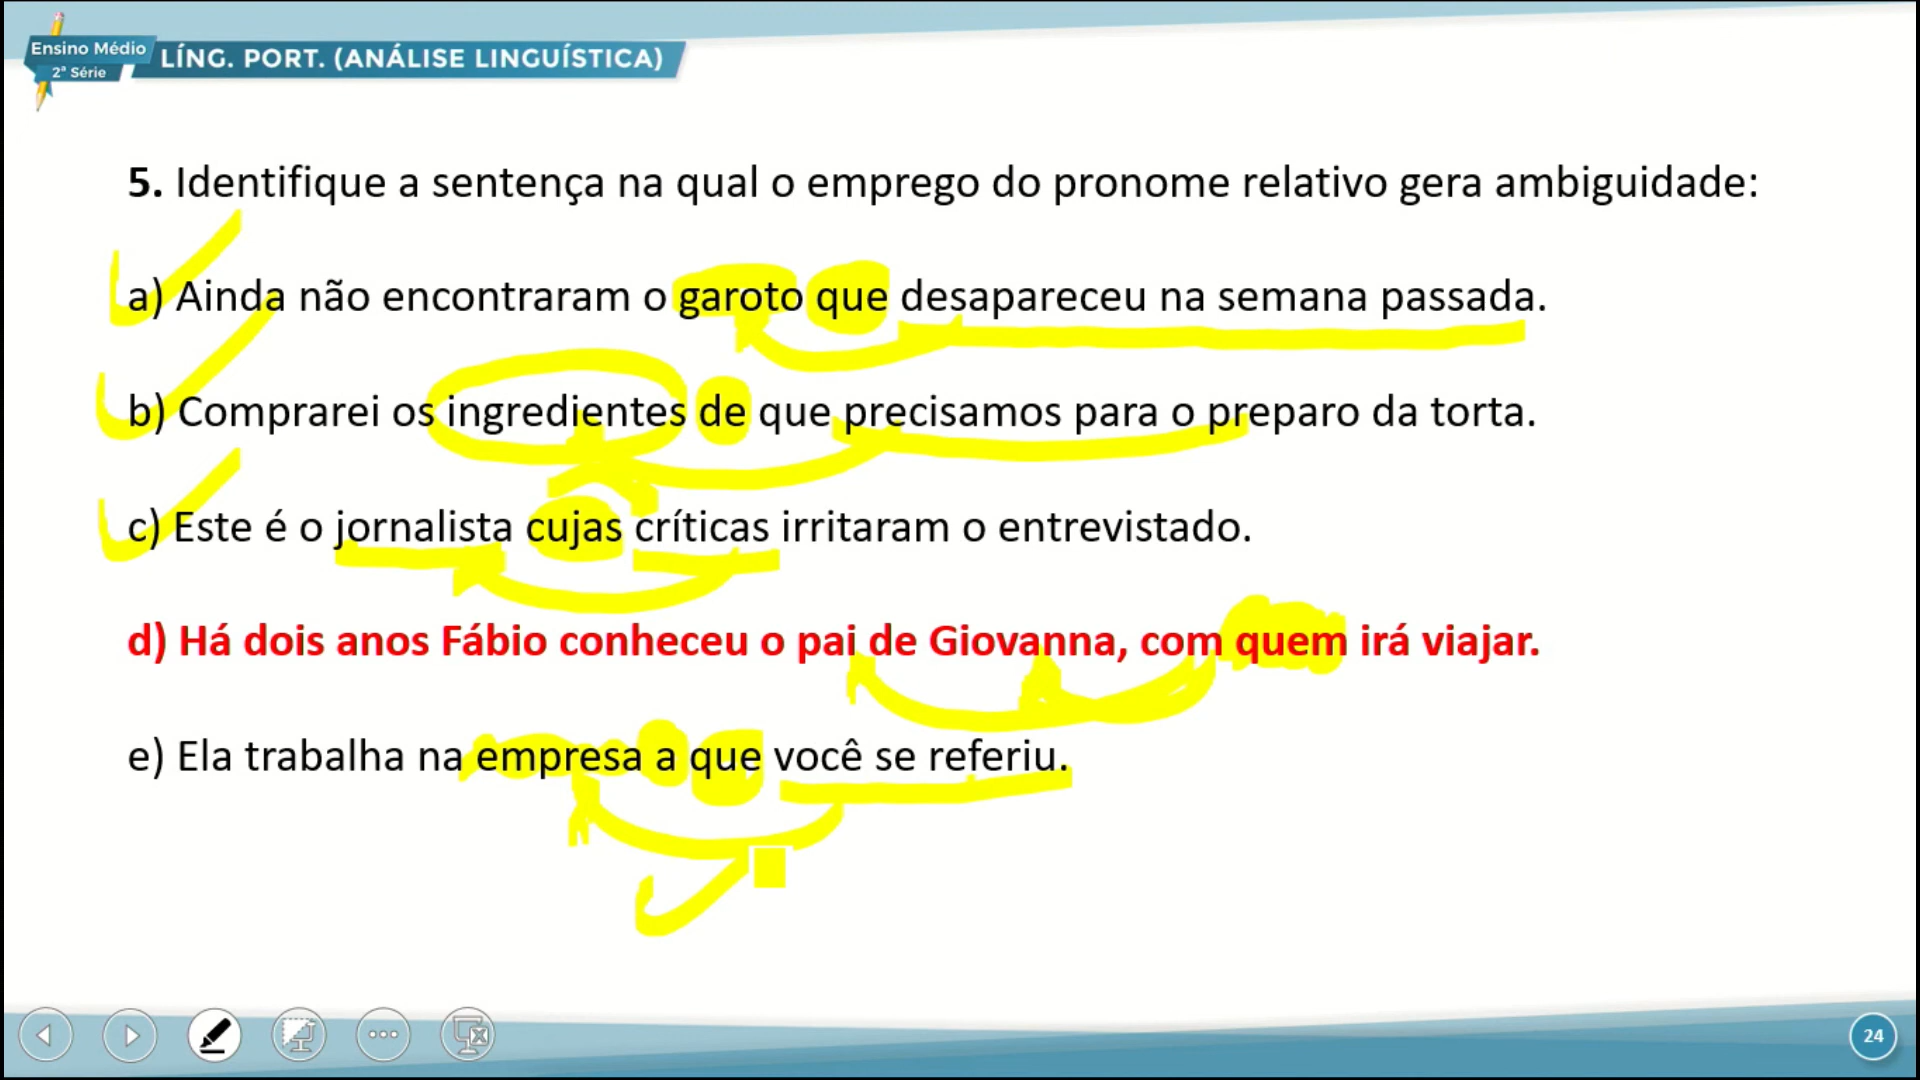 Ensino Médio
2ª Série
LÍNG. PORT. (ANÁLISE LINGUÍSTICA)
5. Identifique a sentença na qual o emprego do pronome relativo gera ambiguidade:
a) Ainda não encontraram o garoto que desapareceu na semana passada.
b) Comprarei os ingredientes de que precisamos para o preparo da torta.
c) Este é o jornalista cujas críticas irritaram o entrevistado.
d) Há dois anos Fábio conheceu o pai de Giovanna, com quem irá viajar.
e) Ela trabalha na empresa a que você se referiu.
24